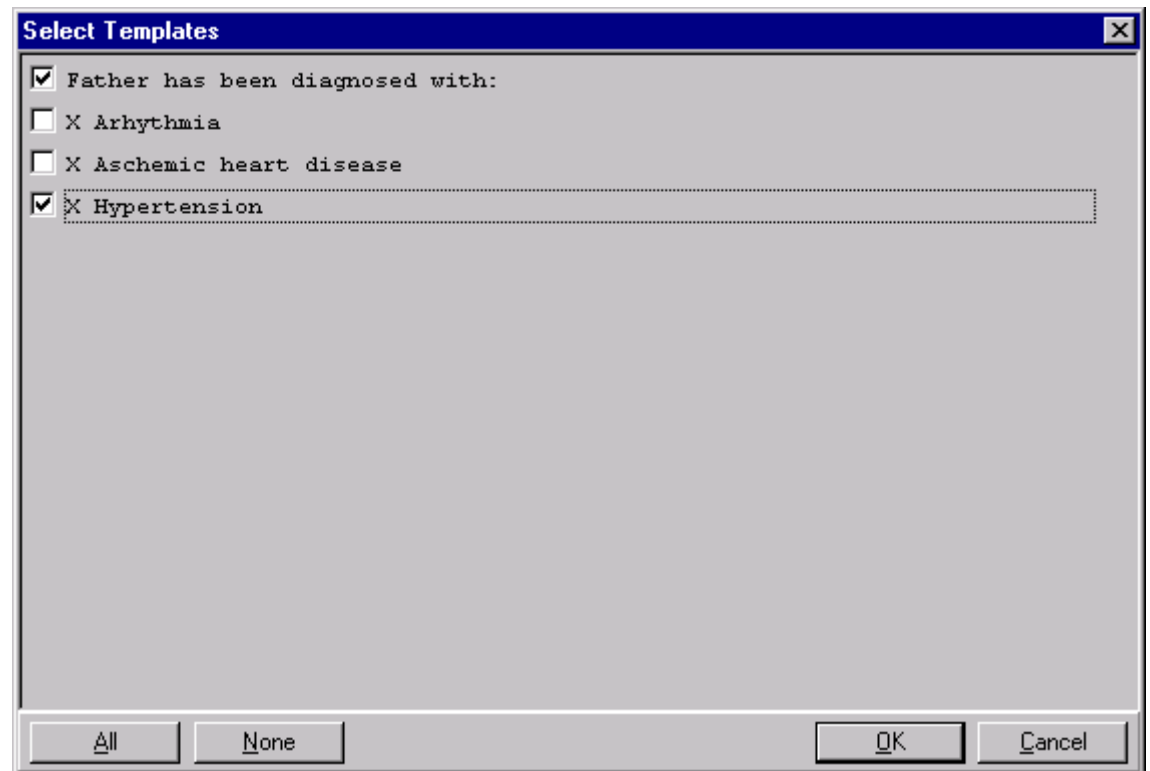 Select Templates
Father has been diagnosed with:
X Arhythmia
X Aschemic heart disease
X Hypertension
All None OK Cancel